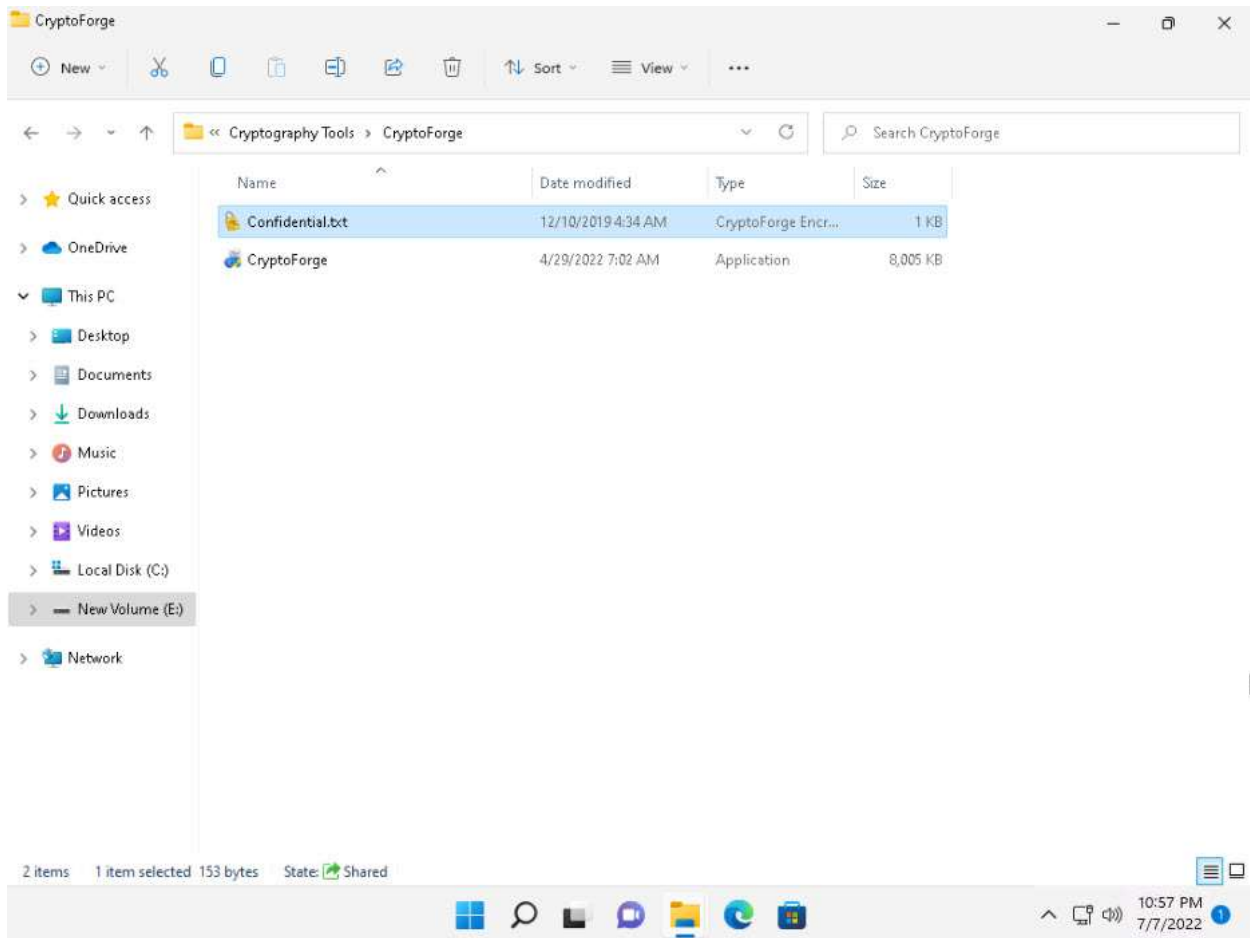 CryptoForge
New
Sort
View
« Cryptography Tools › CryptoForge
Search CryptoForge
Name
Date modified
Type
Size
Quick access
Confidential.txt
12/10/2019 4:34 AM
CryptoForge Encr...
1 KB
OneDrive
CryptoForge
4/29/2022 7:02 AM
Application
8,005 KB
This PC
Desktop
Documents
Downloads
Music
Pictures
Videos
Local Disk (C:)
New Volume (E:)
Network
2 items
1 item selected 153 bytes
State: Shared
10:57 PM
7/7/2022
1